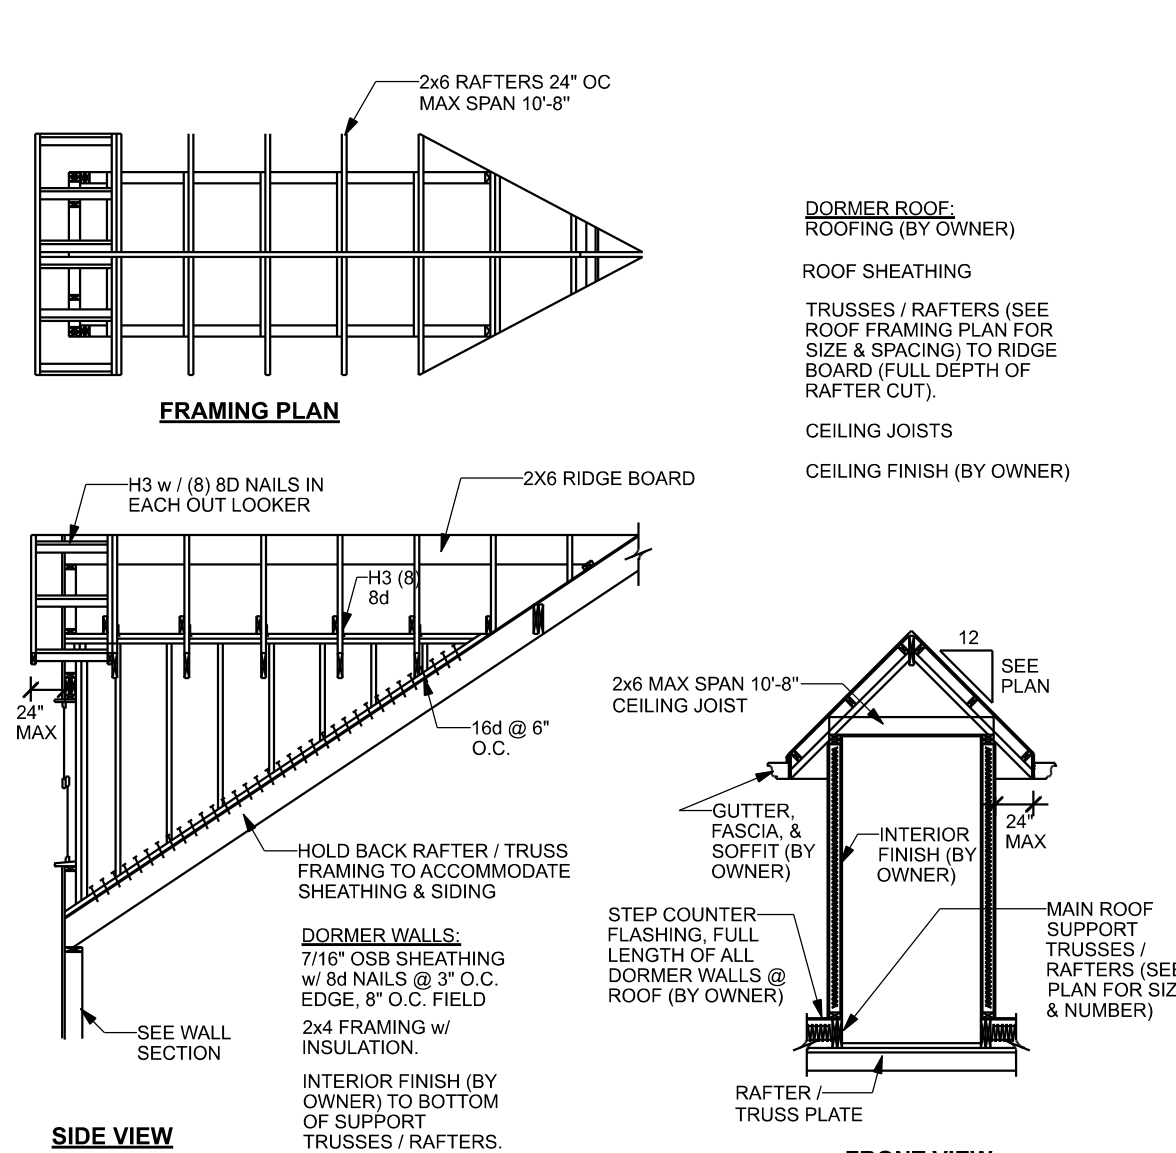 2x6 RAFTERS 24" OC
MAX SPAN 10'-8"
DORMER ROOF:
ROOFING (BY OWNER)
ROOF SHEATHING
TRUSSES / RAFTERS (SEE
ROOF FRAMING PLAN FOR
SIZE & SPACING) TO RIDGE
BOARD (FULL DEPTH OF
RAFTER CUT).
CEILING JOISTS
CEILING FINISH (BY OWNER)
FRAMING PLAN
H3 w / (8) 8D NAILS IN
EACH OUT LOOKER
2X6 RIDGE BOARD
H3 (8)
8d
24"
MAX
16d @ 6"
O.C.
HOLD BACK RAFTER / TRUSS
FRAMING TO ACCOMMODATE
SHEATHING & SIDING
DORMER WALLS:
7/16" OSB SHEATHING
w/ 8d NAILS @ 3" O.C.
EDGE, 8" O.C. FIELD
2x4 FRAMING w/
INSULATION.
INTERIOR FINISH (BY
OWNER) TO BOTTOM
OF SUPPORT
TRUSSES / RAFTERS.
SEE WALL
SECTION
SIDE VIEW
12
SEE
PLAN
2x6 MAX SPAN 10'-8"
CEILING JOIST
GUTTER,
FASCIA, &
SOFFIT (BY
OWNER)
INTERIOR
FINISH (BY
OWNER)
24"
MAX
STEP COUNTER
FLASHING, FULL
LENGTH OF ALL
DORMER WALLS @
ROOF (BY OWNER)
MAIN ROOF
SUPPORT
TRUSSES /
RAFTERS (SEE
PLAN FOR SIZ
& NUMBER)
RAFTER /
TRUSS PLATE
FRONT VIEW